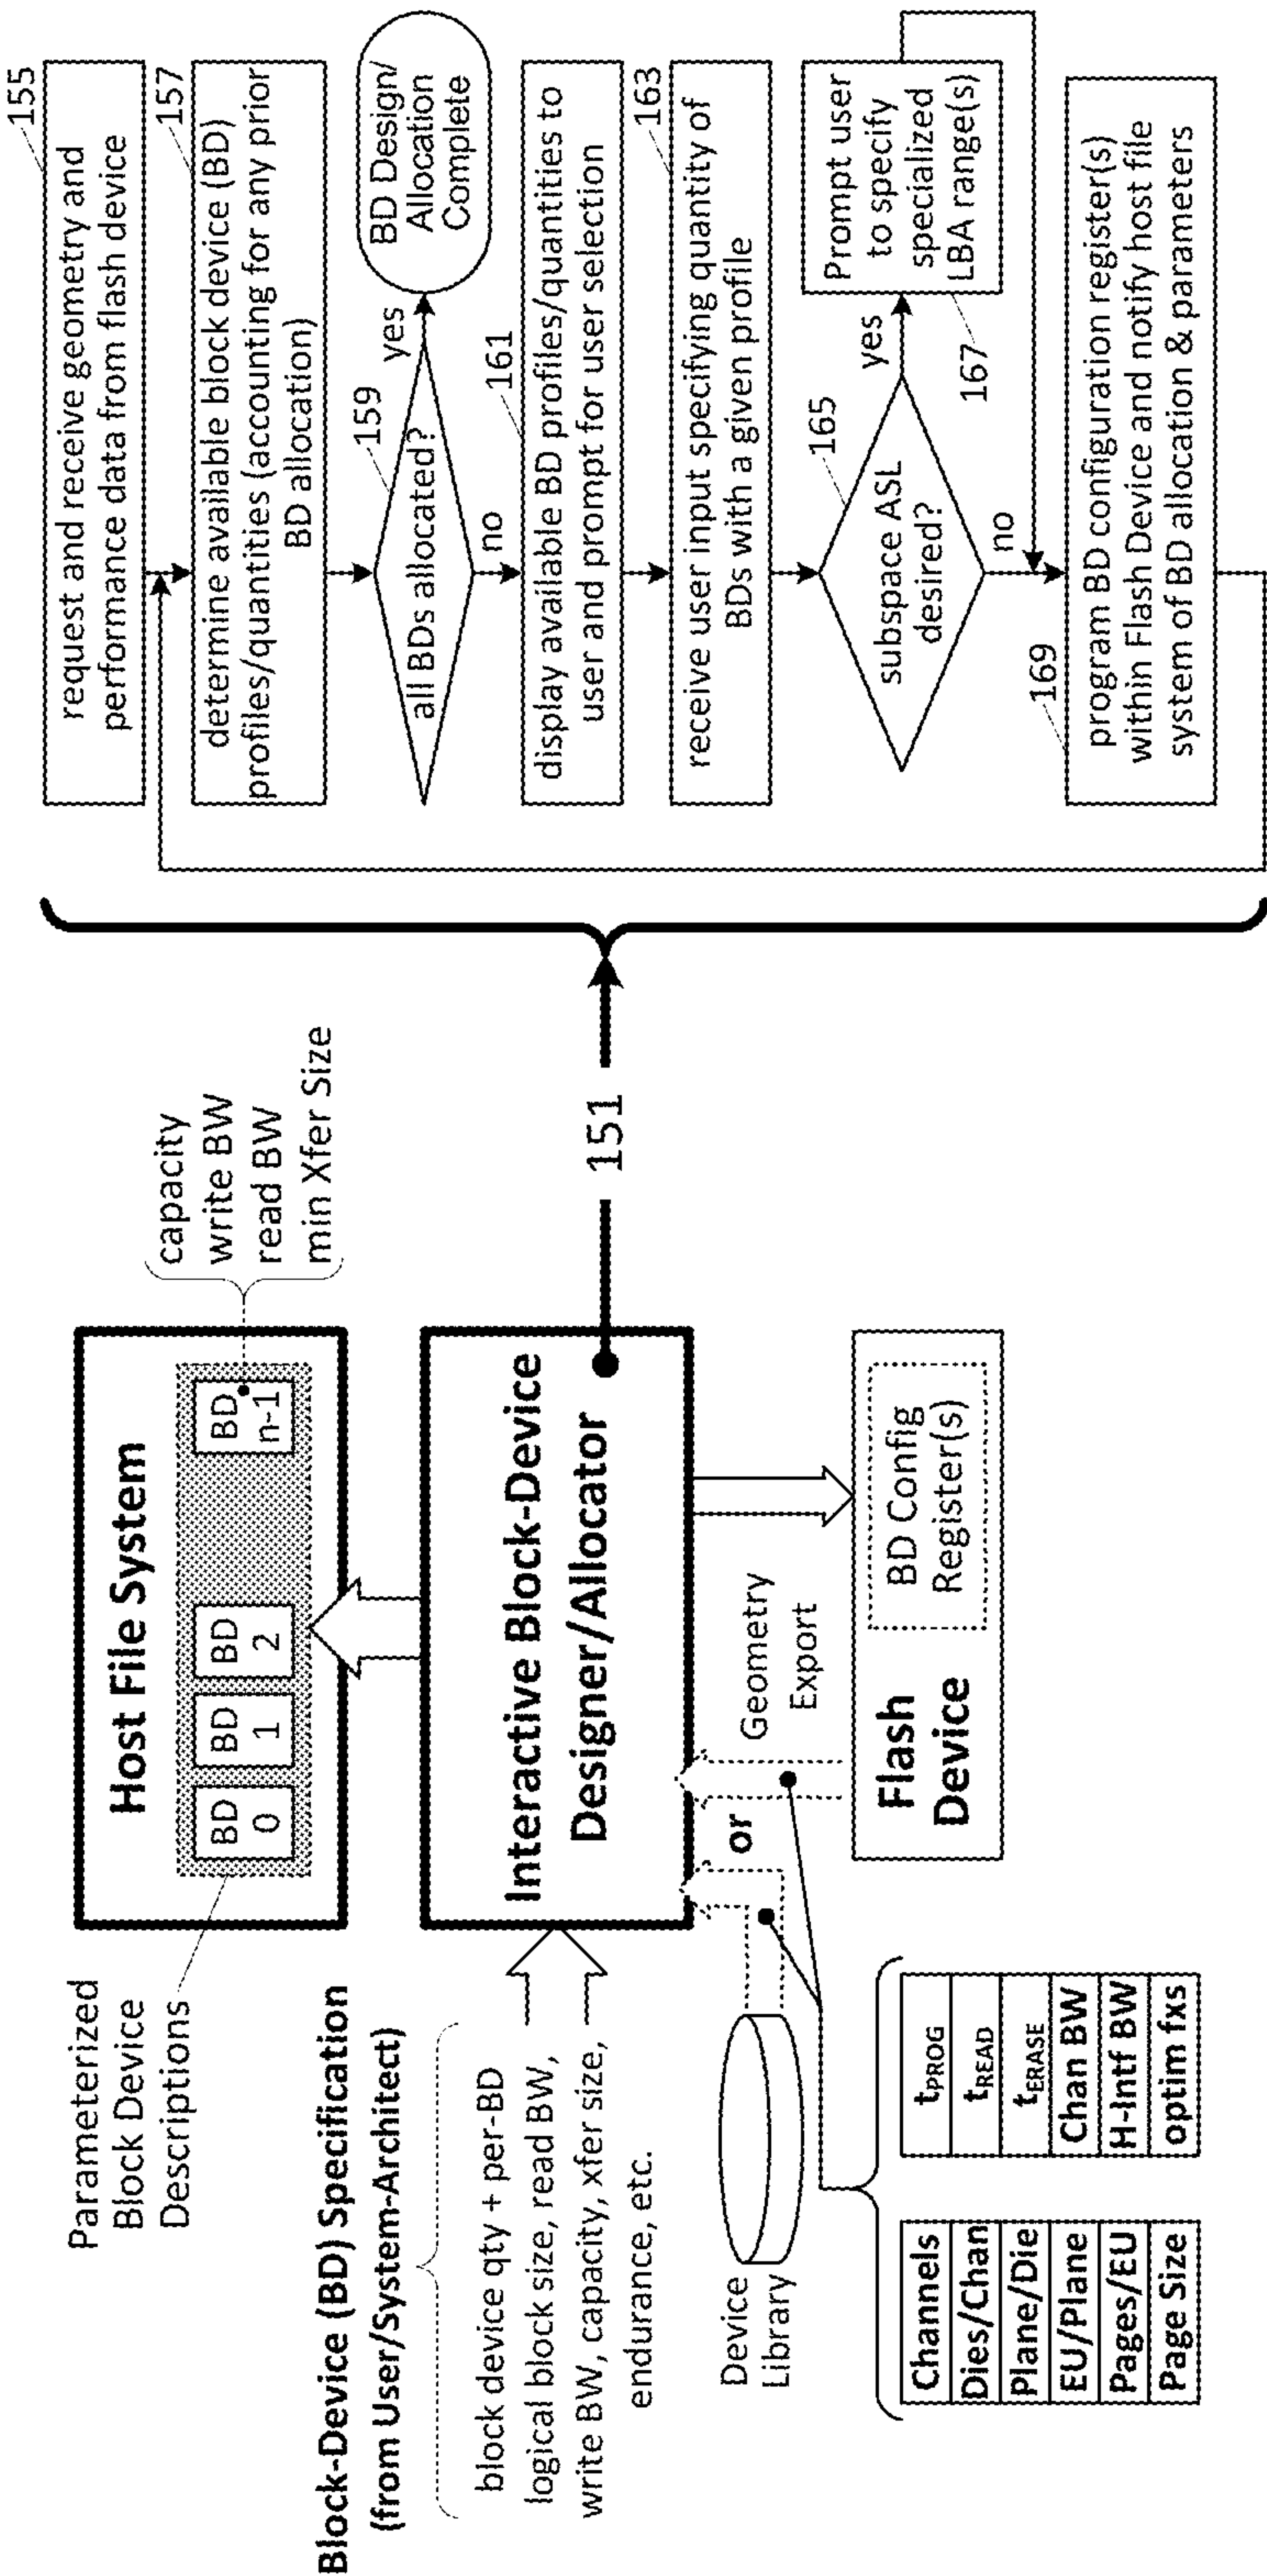 Parameterized
Block Device
Descriptions
Host File System
BD
0
BD
1
BD
2
BD
n-1
capacity
write BW
read BW
min Xfer Size
Block-Device (BD) Specification
(from User/System-Architect)
block device qty + per-BD
logical block size, read BW,
write BW, capacity, xfer size,
endurance, etc.
Interactive Block-Device
Designer/Allocator
151
Device
Library
or
Geometry
Export
Flash
Device
BD Config
Register(s)
Channels
Dies/Chan
Plane/Die
EU/Plane
Pages/EU
Page Size
tPROG
tREAD
tERASE
Chan BW
H-Intf BW
optim fxs
155
request and receive geometry and
performance data from flash device
157
determine available block device (BD)
profiles/quantities (accounting for any prior
BD allocation)
159
all BDs allocated?
yes
BD Design/
Allocation
Complete
no
161
display available BD profiles/quantities to
user and prompt for user selection
163
receive user input specifying quantity of
BDs with a given profile
165
subspace ASL
desired?
yes
Prompt user
to specify
specialized
LBA range(s)
167
no
169
program BD configuration register(s)
within Flash Device and notify host file
system of BD allocation & parameters